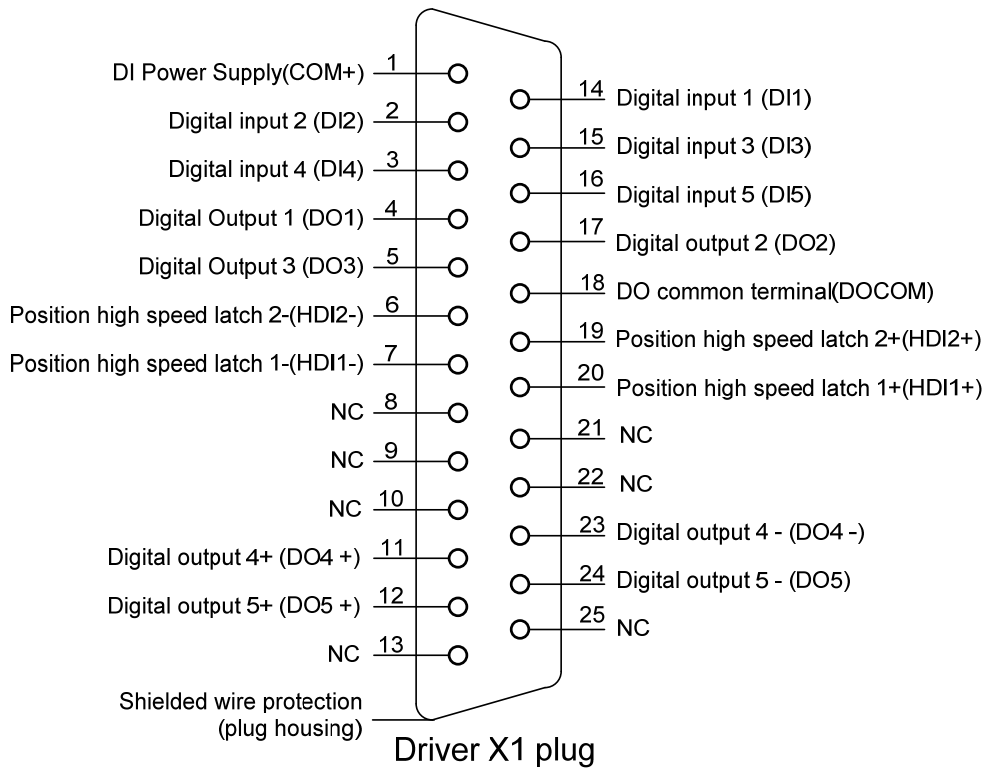 DI Power Supply(COM+) 1
Digital input 2 (DI2) 2
Digital input 4 (DI4) 3
Digital Output 1 (DO1) 4
Digital Output 3 (DO3) 5
Position high speed latch 2-(HDI2-) 6
Position high speed latch 1-(HDI1-) 7
NC 8
NC 9
NC 10
Digital output 4+ (DO4 +) 11
Digital output 5+ (DO5 +) 12
NC 13
Shielded wire protection
(plug housing)
14 Digital input 1 (DI1)
15 Digital input 3 (DI3)
16 Digital input 5 (DI5)
17 Digital output 2 (DO2)
18 DO common terminal(DOCOM)
19 Position high speed latch 2+(HDI2+)
20 Position high speed latch 1+(HDI1+)
21 NC
22 NC
23 Digital output 4 - (DO4 -)
24 Digital output 5 - (DO5)
25 NC
Driver X1 plug